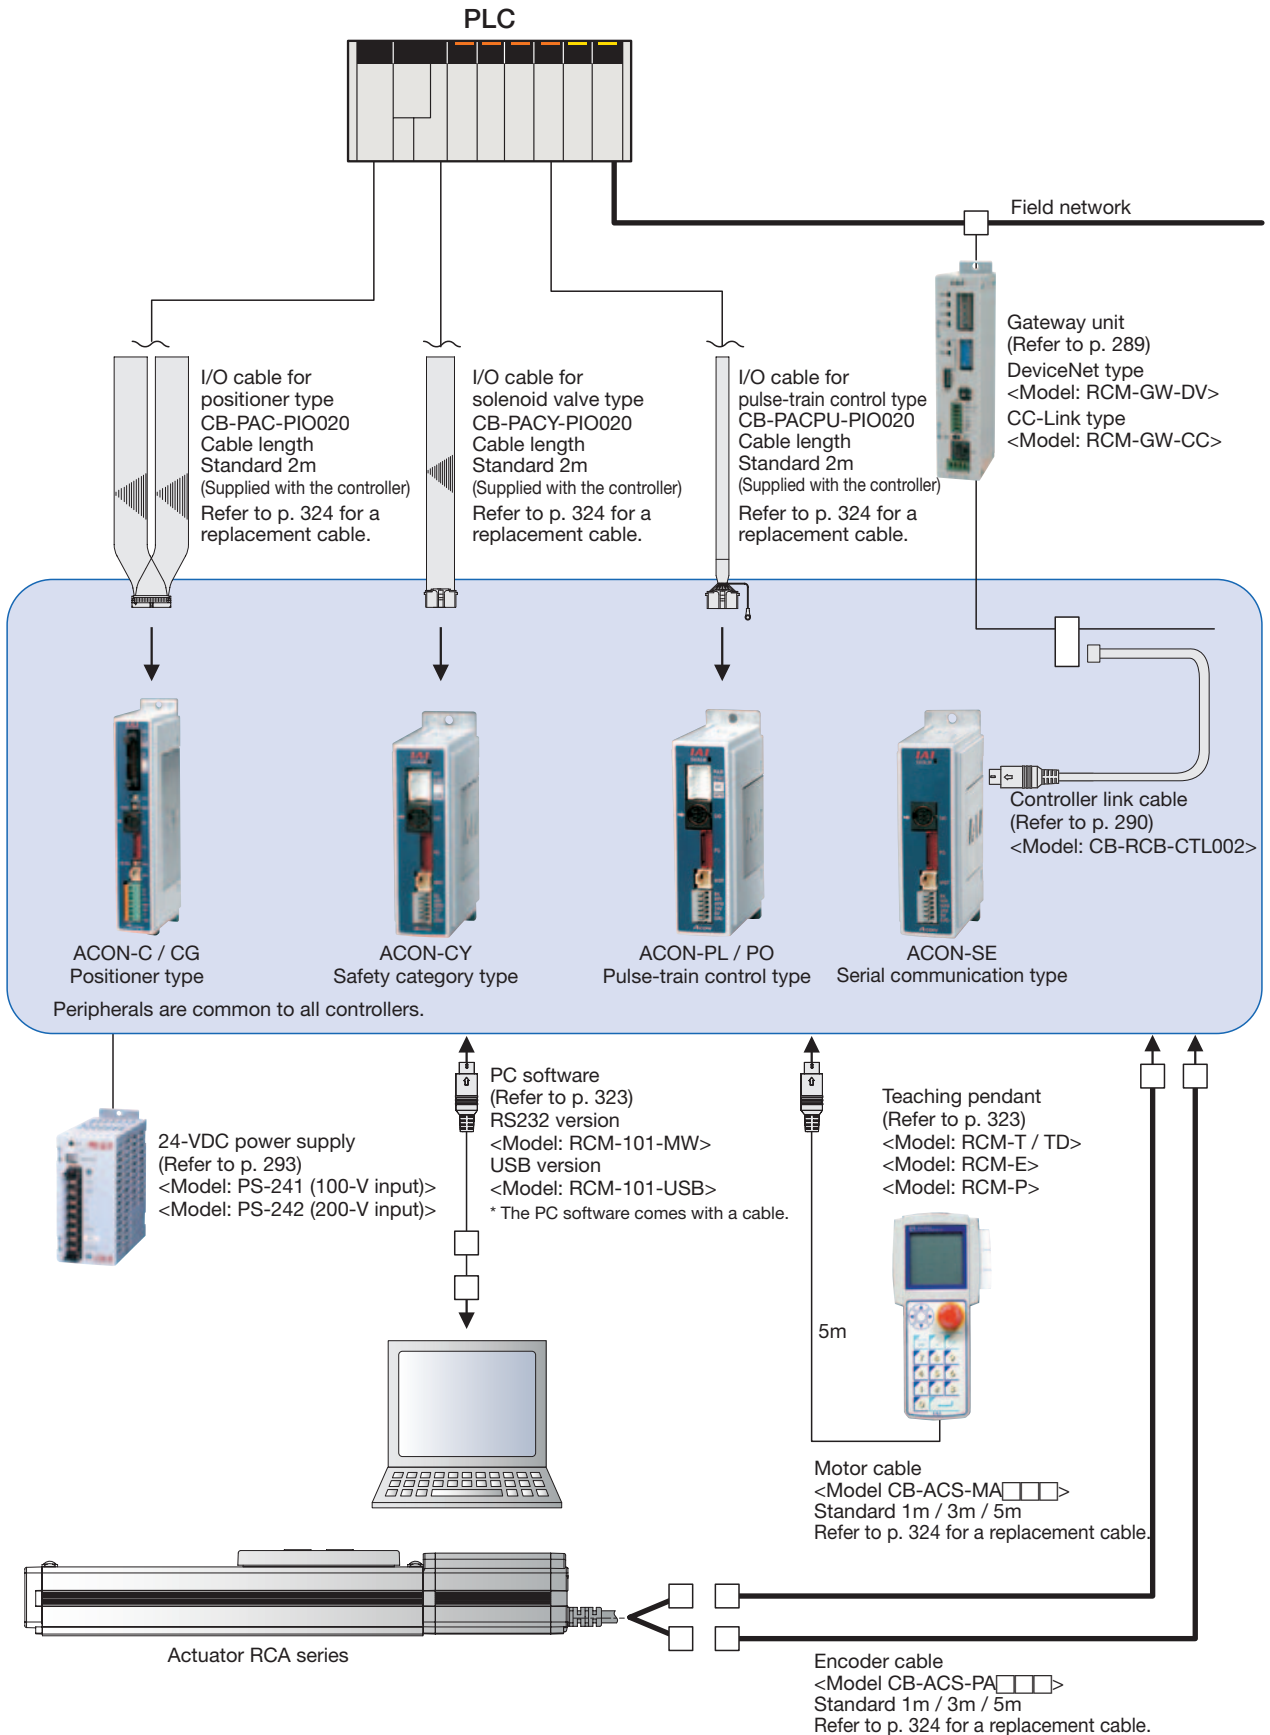 PLC
Field network
Gateway unit
(Refer to p. 289)
DeviceNet type
<Model: RCM-GW-DV>
CC-Link type
<Model: RCM-GW-CC>
I/O cable for
positioner type
CB-PAC-PIO020
Cable length
Standard 2m
(Supplied with the controller)
Refer to p. 324 for a
replacement cable.
I/O cable for
solenoid valve type
CB-PACY-PIO020
Cable length
Standard 2m
(Supplied with the controller)
Refer to p. 324 for a
replacement cable.
I/O cable for
pulse-train control type
CB-PACPU-PIO020
Cable length
Standard 2m
(Supplied with the controller)
Refer to p. 324 for a
replacement cable.
Controller link cable
(Refer to p. 290)
<Model: CB-RCB-CTL002>
IAI
IAI
IAI
ACON-C / CG
Positioner type
ACON-CY
Safety category type
ACON-PL / PO
Pulse-train control type
ACON-SE
Serial communication type
Peripherals are common to all controllers.
24-VDC power supply
(Refer to p. 293)
<Model: PS-241 (100-V input)>
<Model: PS-242 (200-V input)>
PC software
(Refer to p. 323)
RS232 version
<Model: RCM-101-MW>
USB version
<Model: RCM-101-USB>
* The PC software comes with a cable.
Teaching pendant
(Refer to p. 323)
<Model: RCM-T / TD>
<Model: RCM-E>
<Model: RCM-P>
5m
Motor cable
<Model CB-ACS-MA□□□>
Standard 1m / 3m / 5m
Refer to p. 324 for a replacement cable.
Actuator RCA series
Encoder cable
<Model CB-ACS-PA□□□>
Standard 1m / 3m / 5m
Refer to p. 324 for a replacement cable.